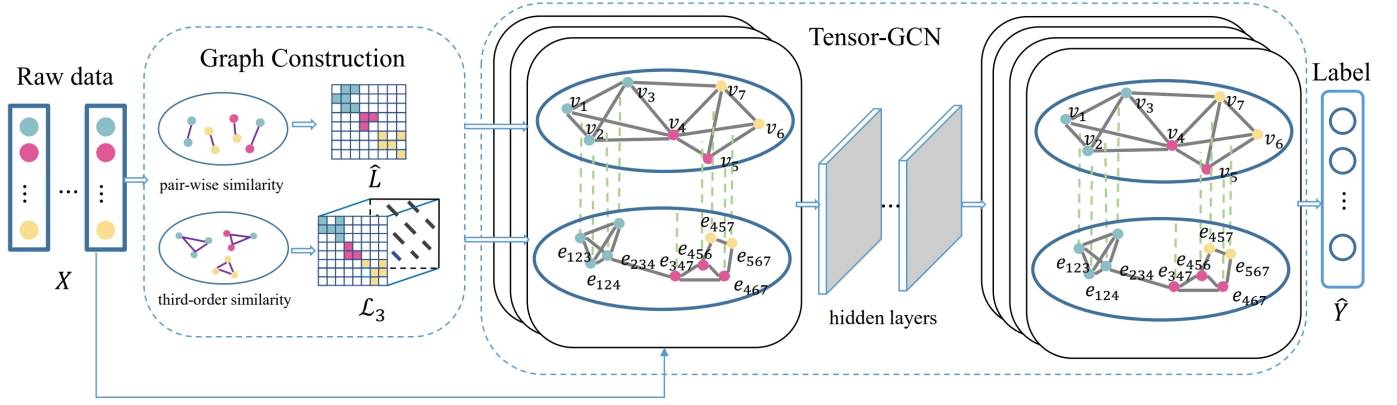 Raw data
...
X
Graph Construction
pair-wise similarity
L̂
third-order similarity
ℒ₃
Tensor-GCN
v₁
v₂
v₃
v₄
v₅
v₆
v₇
e₁₂₃
e₁₂₄
e₂₃₄
e₃₄₇
e₄₅₆
e₄₅₇
e₅₆₇
e₄₆₇
...
hidden layers
v₁
v₂
v₃
v₄
v₅
v₆
v₇
e₁₂₃
e₁₂₄
e₂₃₄
e₃₄₇
e₄₅₆
e₄₅₇
e₅₆₇
e₄₆₇
Label
Ŷ